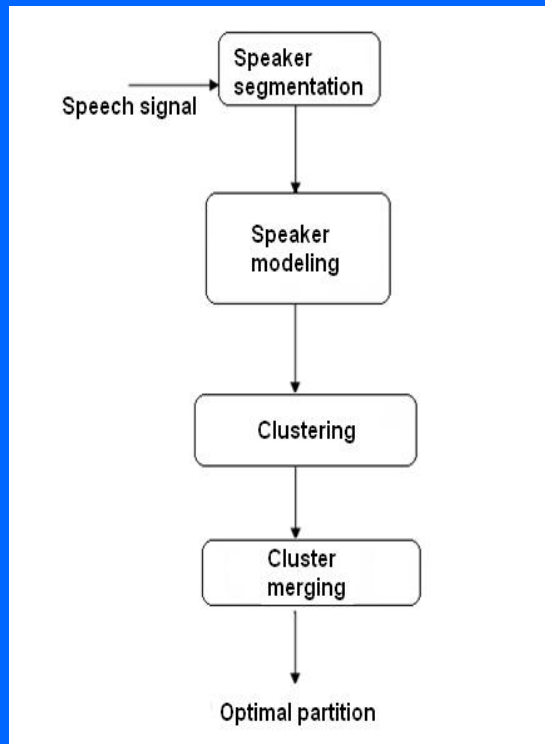 Speaker
segmentation
Speech signal
Speaker
modeling
Clustering
Cluster
merging
Optimal partition